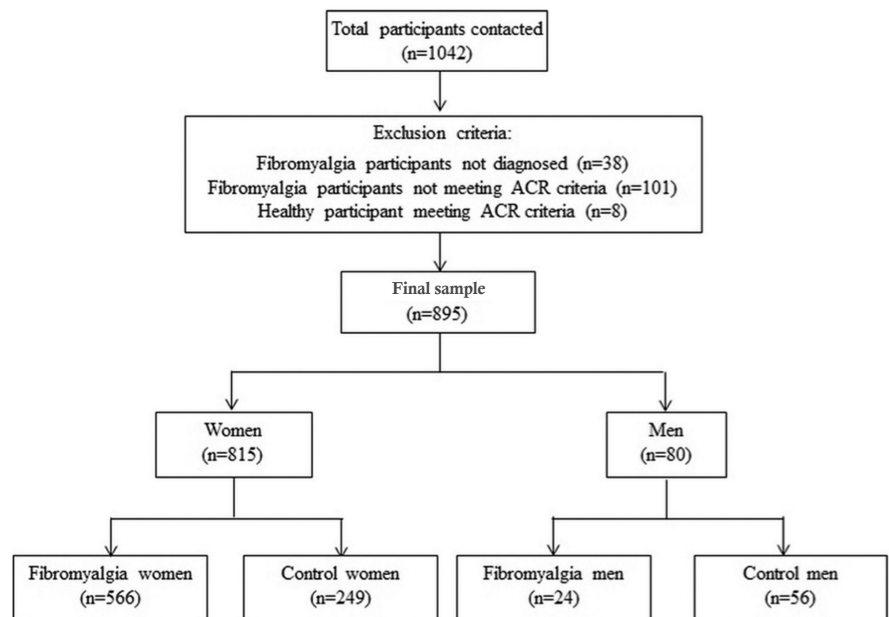 Total participants contacted
(n=1042)
Exclusion criteria:
Fibromyalgia participants not diagnosed (n=38)
Fibromyalgia participants not meeting ACR criteria (n=101)
Healthy participant meeting ACR criteria (n=8)
Final sample
(n=895)
Women
(n=815)
Men
(n=80)
Fibromyalgia women
(n=566)
Control women
(n=249)
Fibromyalgia men
(n=24)
Control men
(n=56)